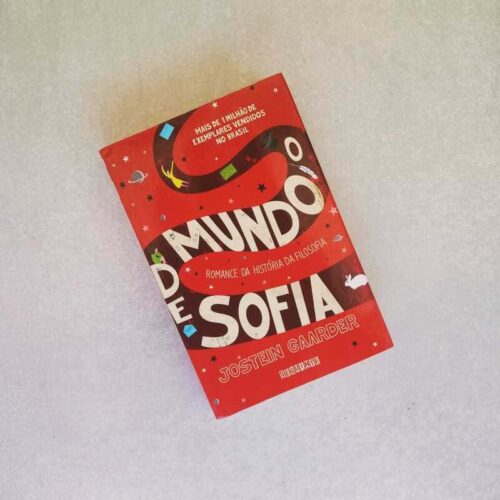 MAIS DE 1 MILHÃO DE
EXEMPLARES VENDIDOS
NO BRASIL
O
MUNDO
DE
SOFIA
ROMANCE DA HISTÓRIA DA FILOSOFIA
JOSTEIN GAARDER
SEGUINTE